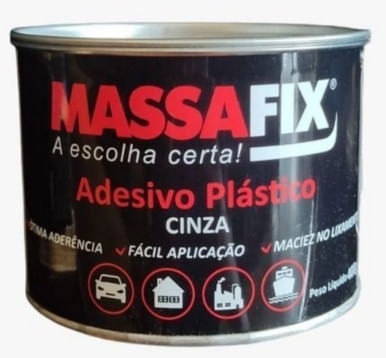 MASSAFIX®
A escolha certa!
Adesivo Plástico
CINZA
ÓTIMA ADERÊNCIA ✓ FÁCIL APLICAÇÃO ✓ MACIEZ NO LIXAMENTO
Peso Líquido